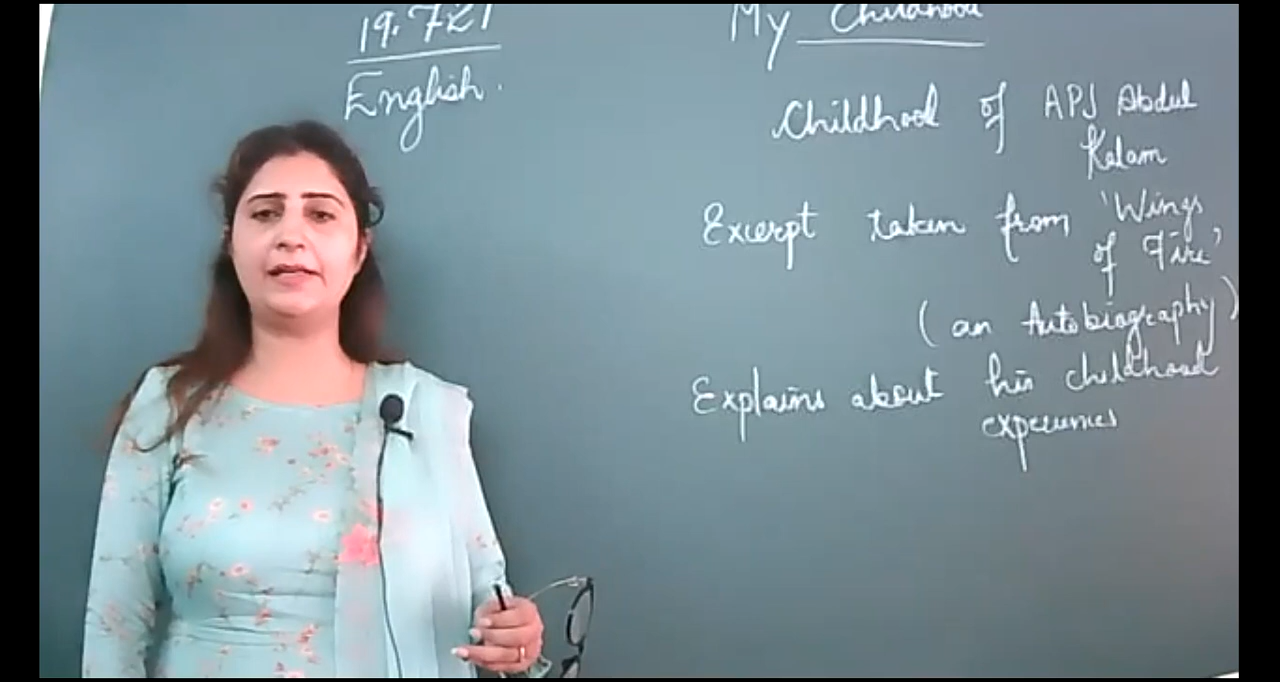 19.7.21
English.
My Childhood
Childhood of APJ Abdul
Kalam
Excerpt taken from 'Wings
of Fire'
(an Autobiography)
Explains about his childhood
experiences